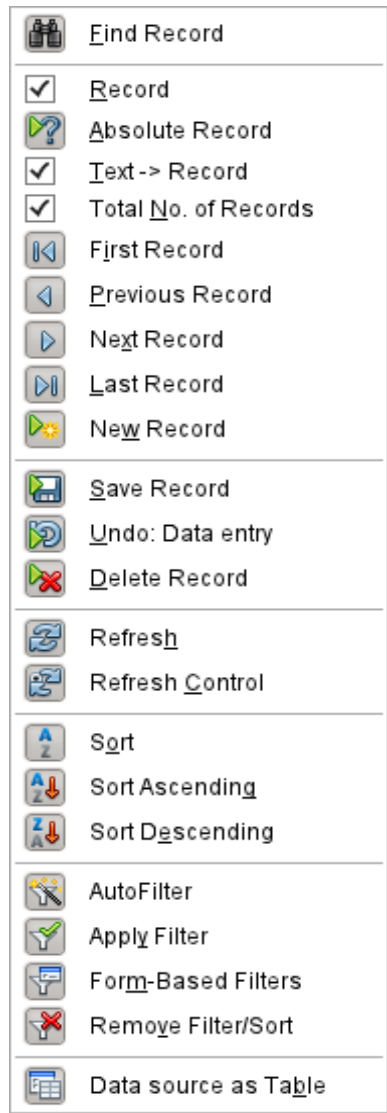 Find Record
Record
Absolute Record
Text -> Record
Total No. of Records
First Record
Previous Record
Next Record
Last Record
New Record
Save Record
Undo: Data entry
Delete Record
Refresh
Refresh Control
Sort
Sort Ascending
Sort Descending
AutoFilter
Apply Filter
Form-Based Filters
Remove Filter/Sort
Data source as Table